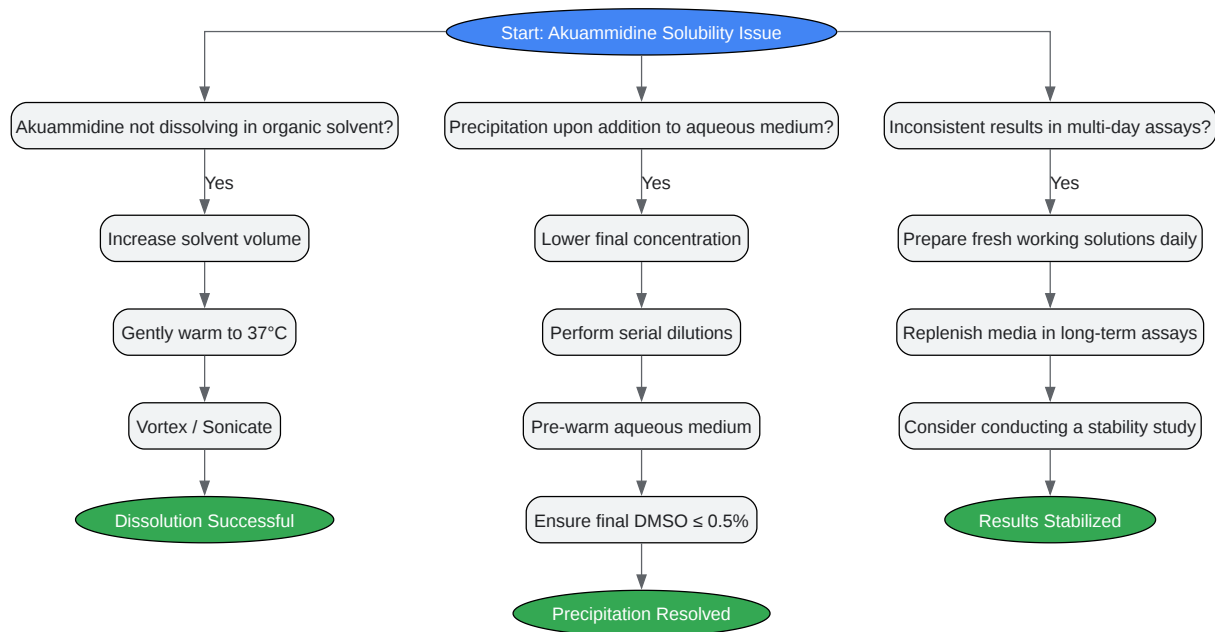 Start: Akuammidine Solubility Issue
Akuammidine not dissolving in organic solvent?
Precipitation upon addition to aqueous medium?
Inconsistent results in multi-day assays?
Yes
Yes
Yes
Increase solvent volume
Lower final concentration
Prepare fresh working solutions daily
Gently warm to 37°C
Perform serial dilutions
Replenish media in long-term assays
Vortex / Sonicate
Pre-warm aqueous medium
Consider conducting a stability study
Dissolution Successful
Ensure final DMSO ≤ 0.5%
Results Stabilized
Precipitation Resolved